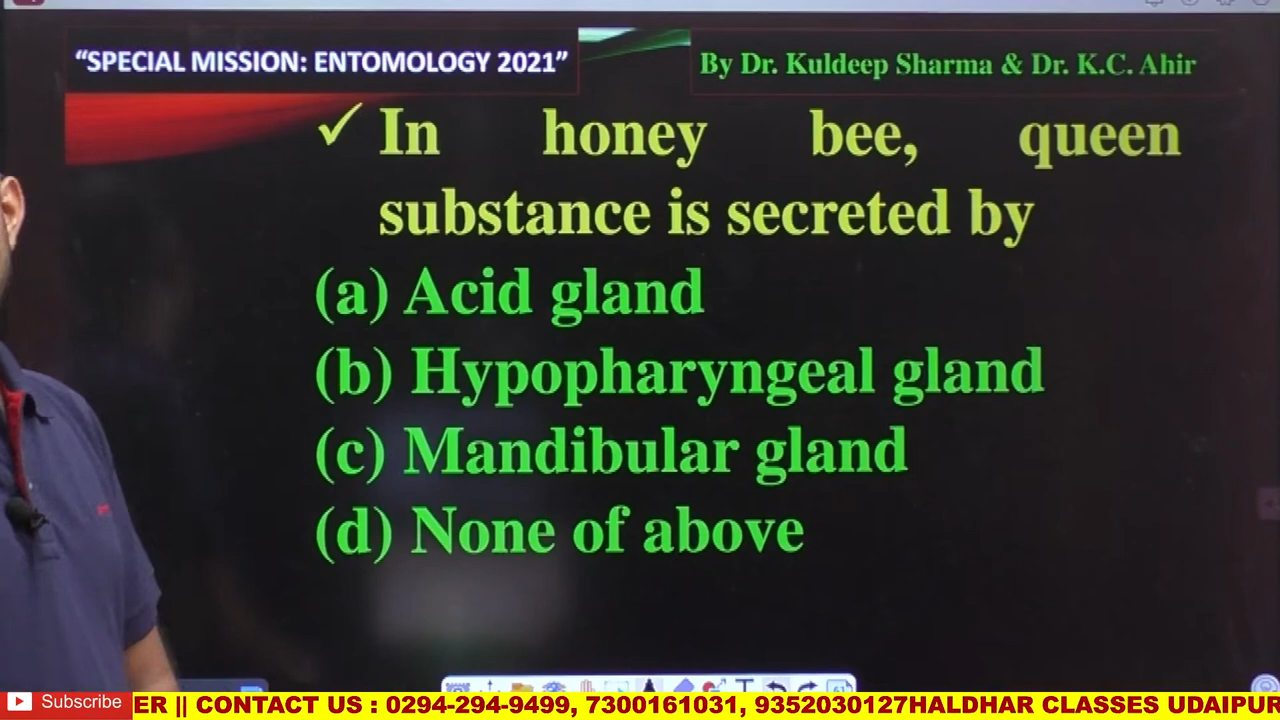 “SPECIAL MISSION: ENTOMOLOGY 2021”
By Dr. Kuldeep Sharma & Dr. K.C. Ahir
✓ In honey bee, queen
substance is secreted by
(a) Acid gland
(b) Hypopharyngeal gland
(c) Mandibular gland
(d) None of above
Subscribe
ER || CONTACT US : 0294-294-9499, 7300161031, 9352030127HALDHAR CLASSES UDAIPUR